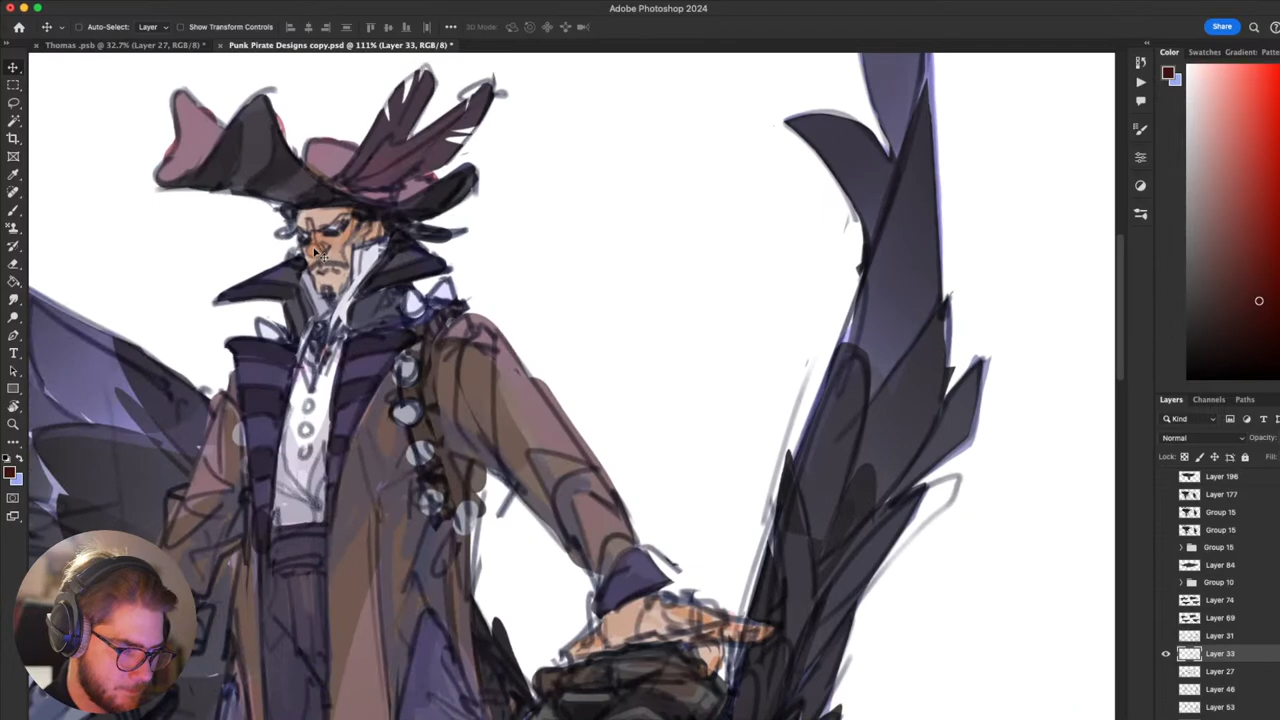 Adobe Photoshop 2024
Auto-Select: Layer Show Transform Controls 3D Mode: Share
Thomas .psb @ 32.7% (Layer 27, RGB/8) * Punk Pirate Designs copy.psd @ 111% (Layer 33, RGB/8) *
Color Swatches Gradient: Patte
Layers Channels Paths
Kind
Normal Opacity:
Lock: Fill:
Layer 196
Layer 177
Group 15
Group 15
Group 15
Layer 84
Group 10
Layer 74
Layer 69
Layer 31
Layer 33
Layer 27
Layer 46
Layer 53